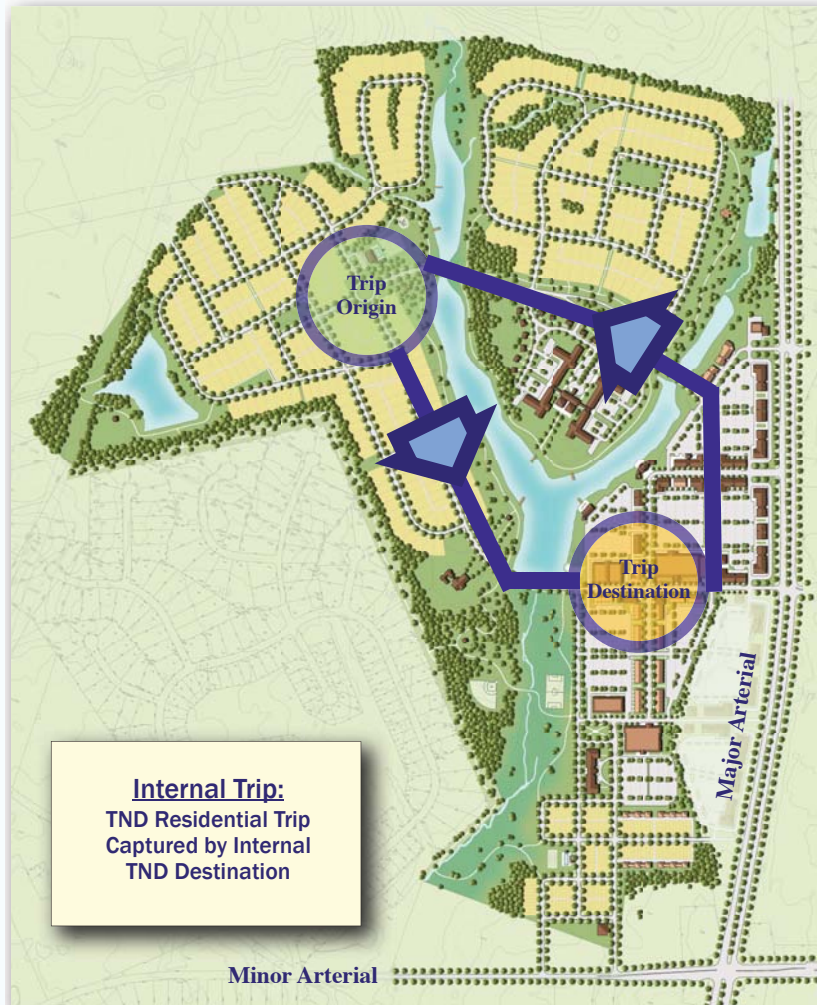 Trip
Origin
Trip
Destination
Major Arterial
Internal Trip:
TND Residential Trip
Captured by Internal
TND Destination
Minor Arterial